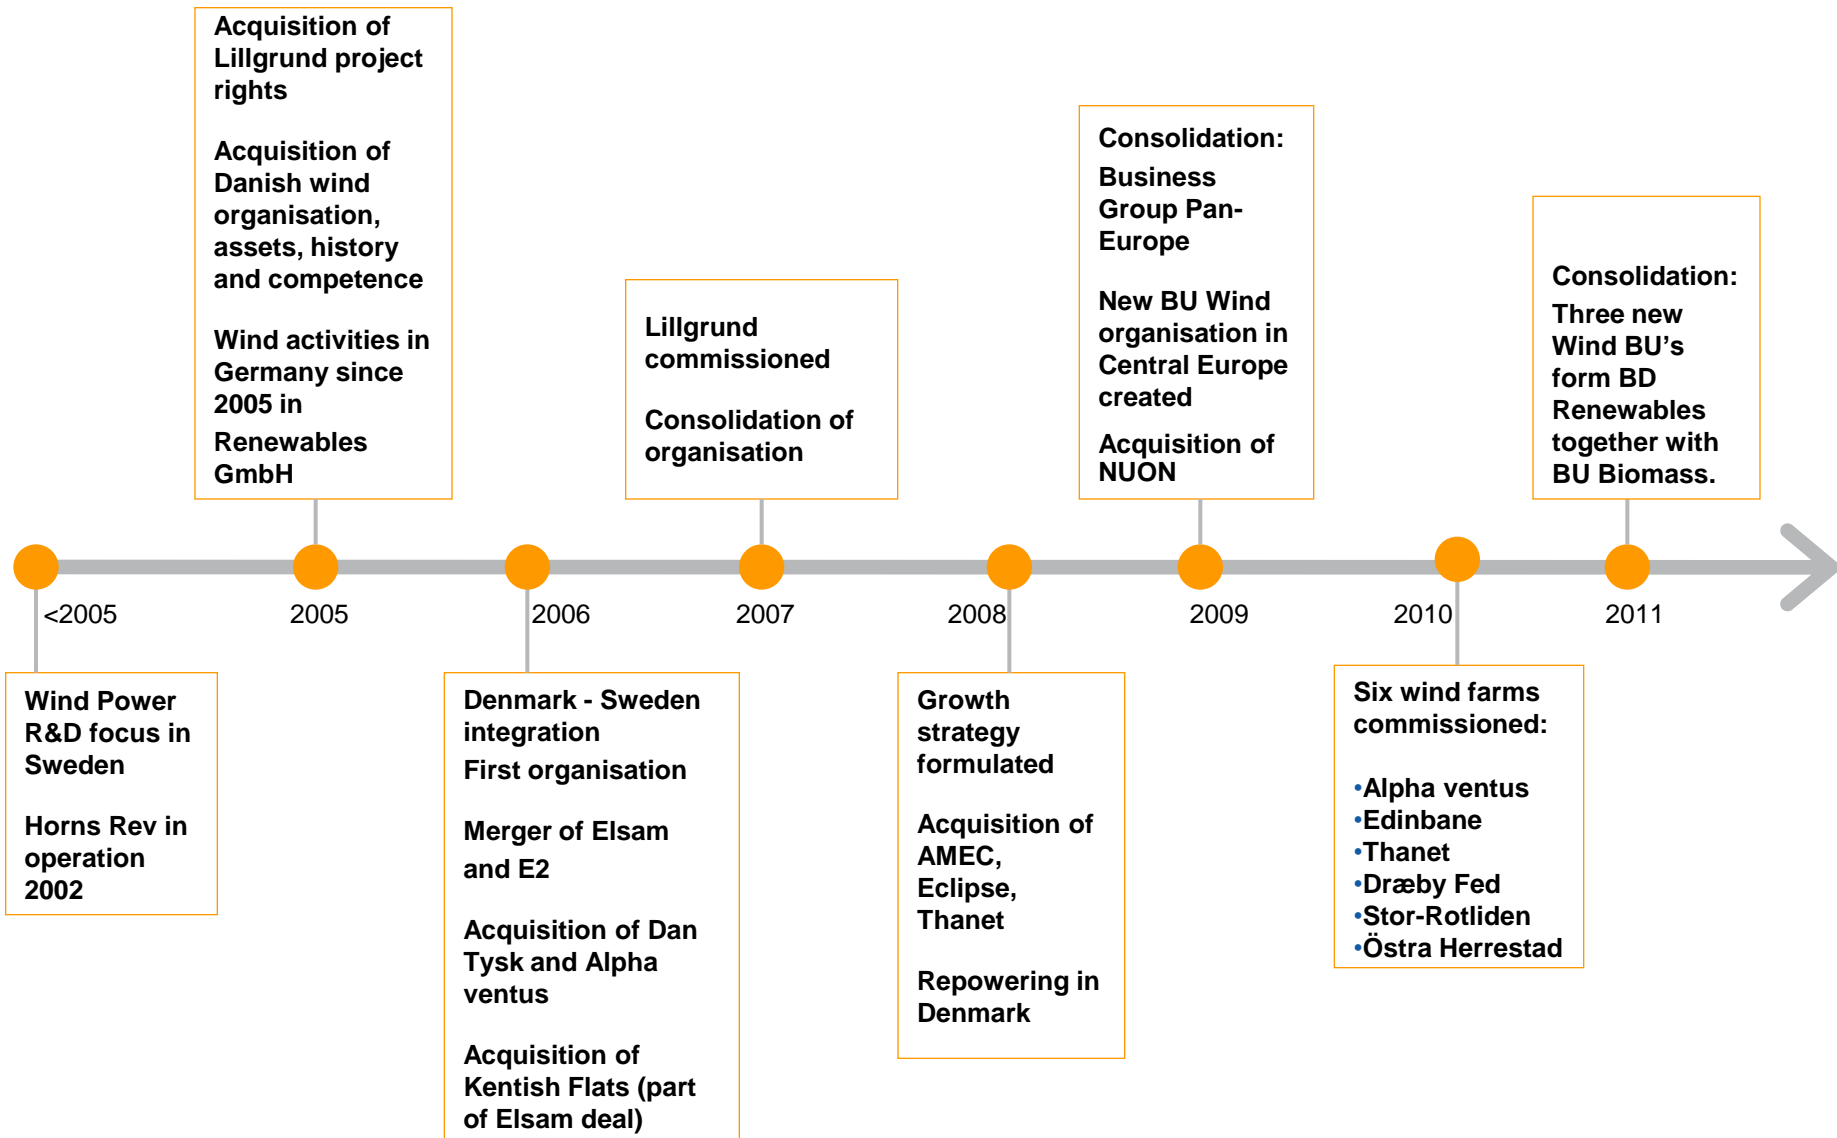 Acquisition of
Lillgrund project
rights
Acquisition of
Danish wind
organisation,
assets, history
and competence
Wind activities in
Germany since
2005 in
Renewables
GmbH
Lillgrund
commissioned
Consolidation of
organisation
Consolidation:
Business
Group Pan-
Europe
New BU Wind
organisation in
Central Europe
created
Acquisition of
NUON
Consolidation:
Three new
Wind BU’s
form BD
Renewables
together with
BU Biomass.
<2005 2005 2006 2007 2008 2009 2010 2011
Wind Power
R&D focus in
Sweden
Horns Rev in
operation
2002
Denmark - Sweden
integration
First organisation
Merger of Elsam
and E2
Acquisition of Dan
Tysk and Alpha
ventus
Acquisition of
Kentish Flats (part
of Elsam deal)
Growth
strategy
formulated
Acquisition of
AMEC,
Eclipse,
Thanet
Repowering in
Denmark
Six wind farms
commissioned:
•Alpha ventus
•Edinbane
•Thanet
•Dræby Fed
•Stor-Rotliden
•Östra Herrestad